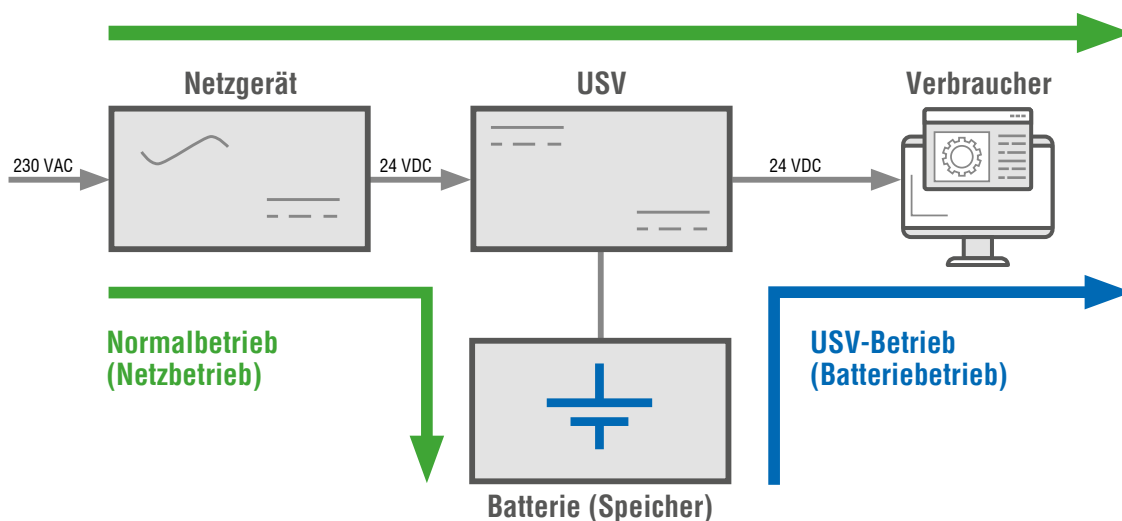 Netzgerät
USV
Verbraucher
230 VAC
24 VDC
24 VDC
Normalbetrieb
(Netzbetrieb)
USV-Betrieb
(Batteriebetrieb)
Batterie (Speicher)